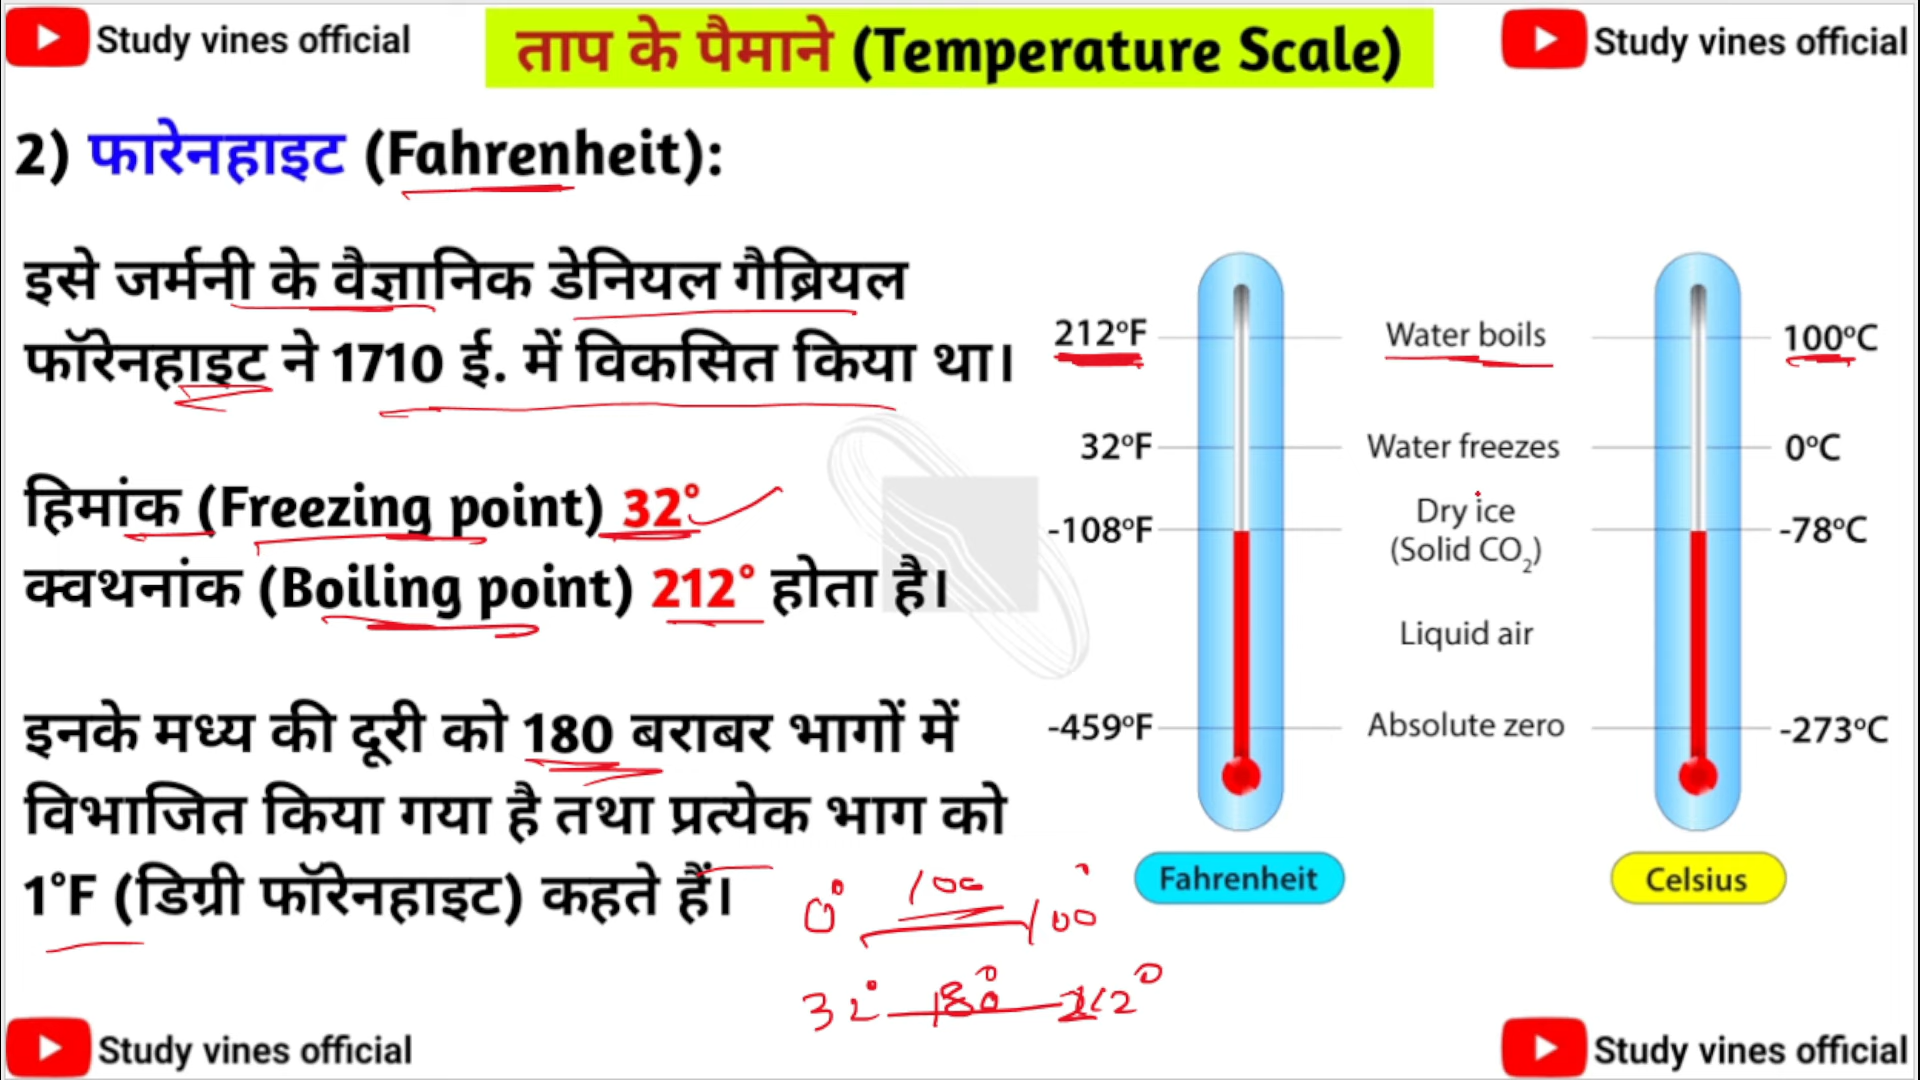 Study vines official
ताप के पैमाने (Temperature Scale)
Study vines official
2) फारेनहाइट (Fahrenheit):
इसे जर्मनी के वैज्ञानिक डेनियल गैब्रियल
फॉरेनहाइट ने 1710 ई. में विकसित किया था।
हिमांक (Freezing point) 32°
क्वथनांक (Boiling point) 212° होता है।
इनके मध्य की दूरी को 180 बराबर भागों में
विभाजित किया गया है तथा प्रत्येक भाग को
1°F (डिग्री फॉरेनहाइट) कहते हैं।
212°F Water boils 100°C
32°F Water freezes 0°C
Dry ice
-108°F (Solid CO₂) -78°C
Liquid air
-459°F Absolute zero -273°C
Fahrenheit Celsius
0° 100 100°
32° 180° 212°
Study vines official
Study vines official